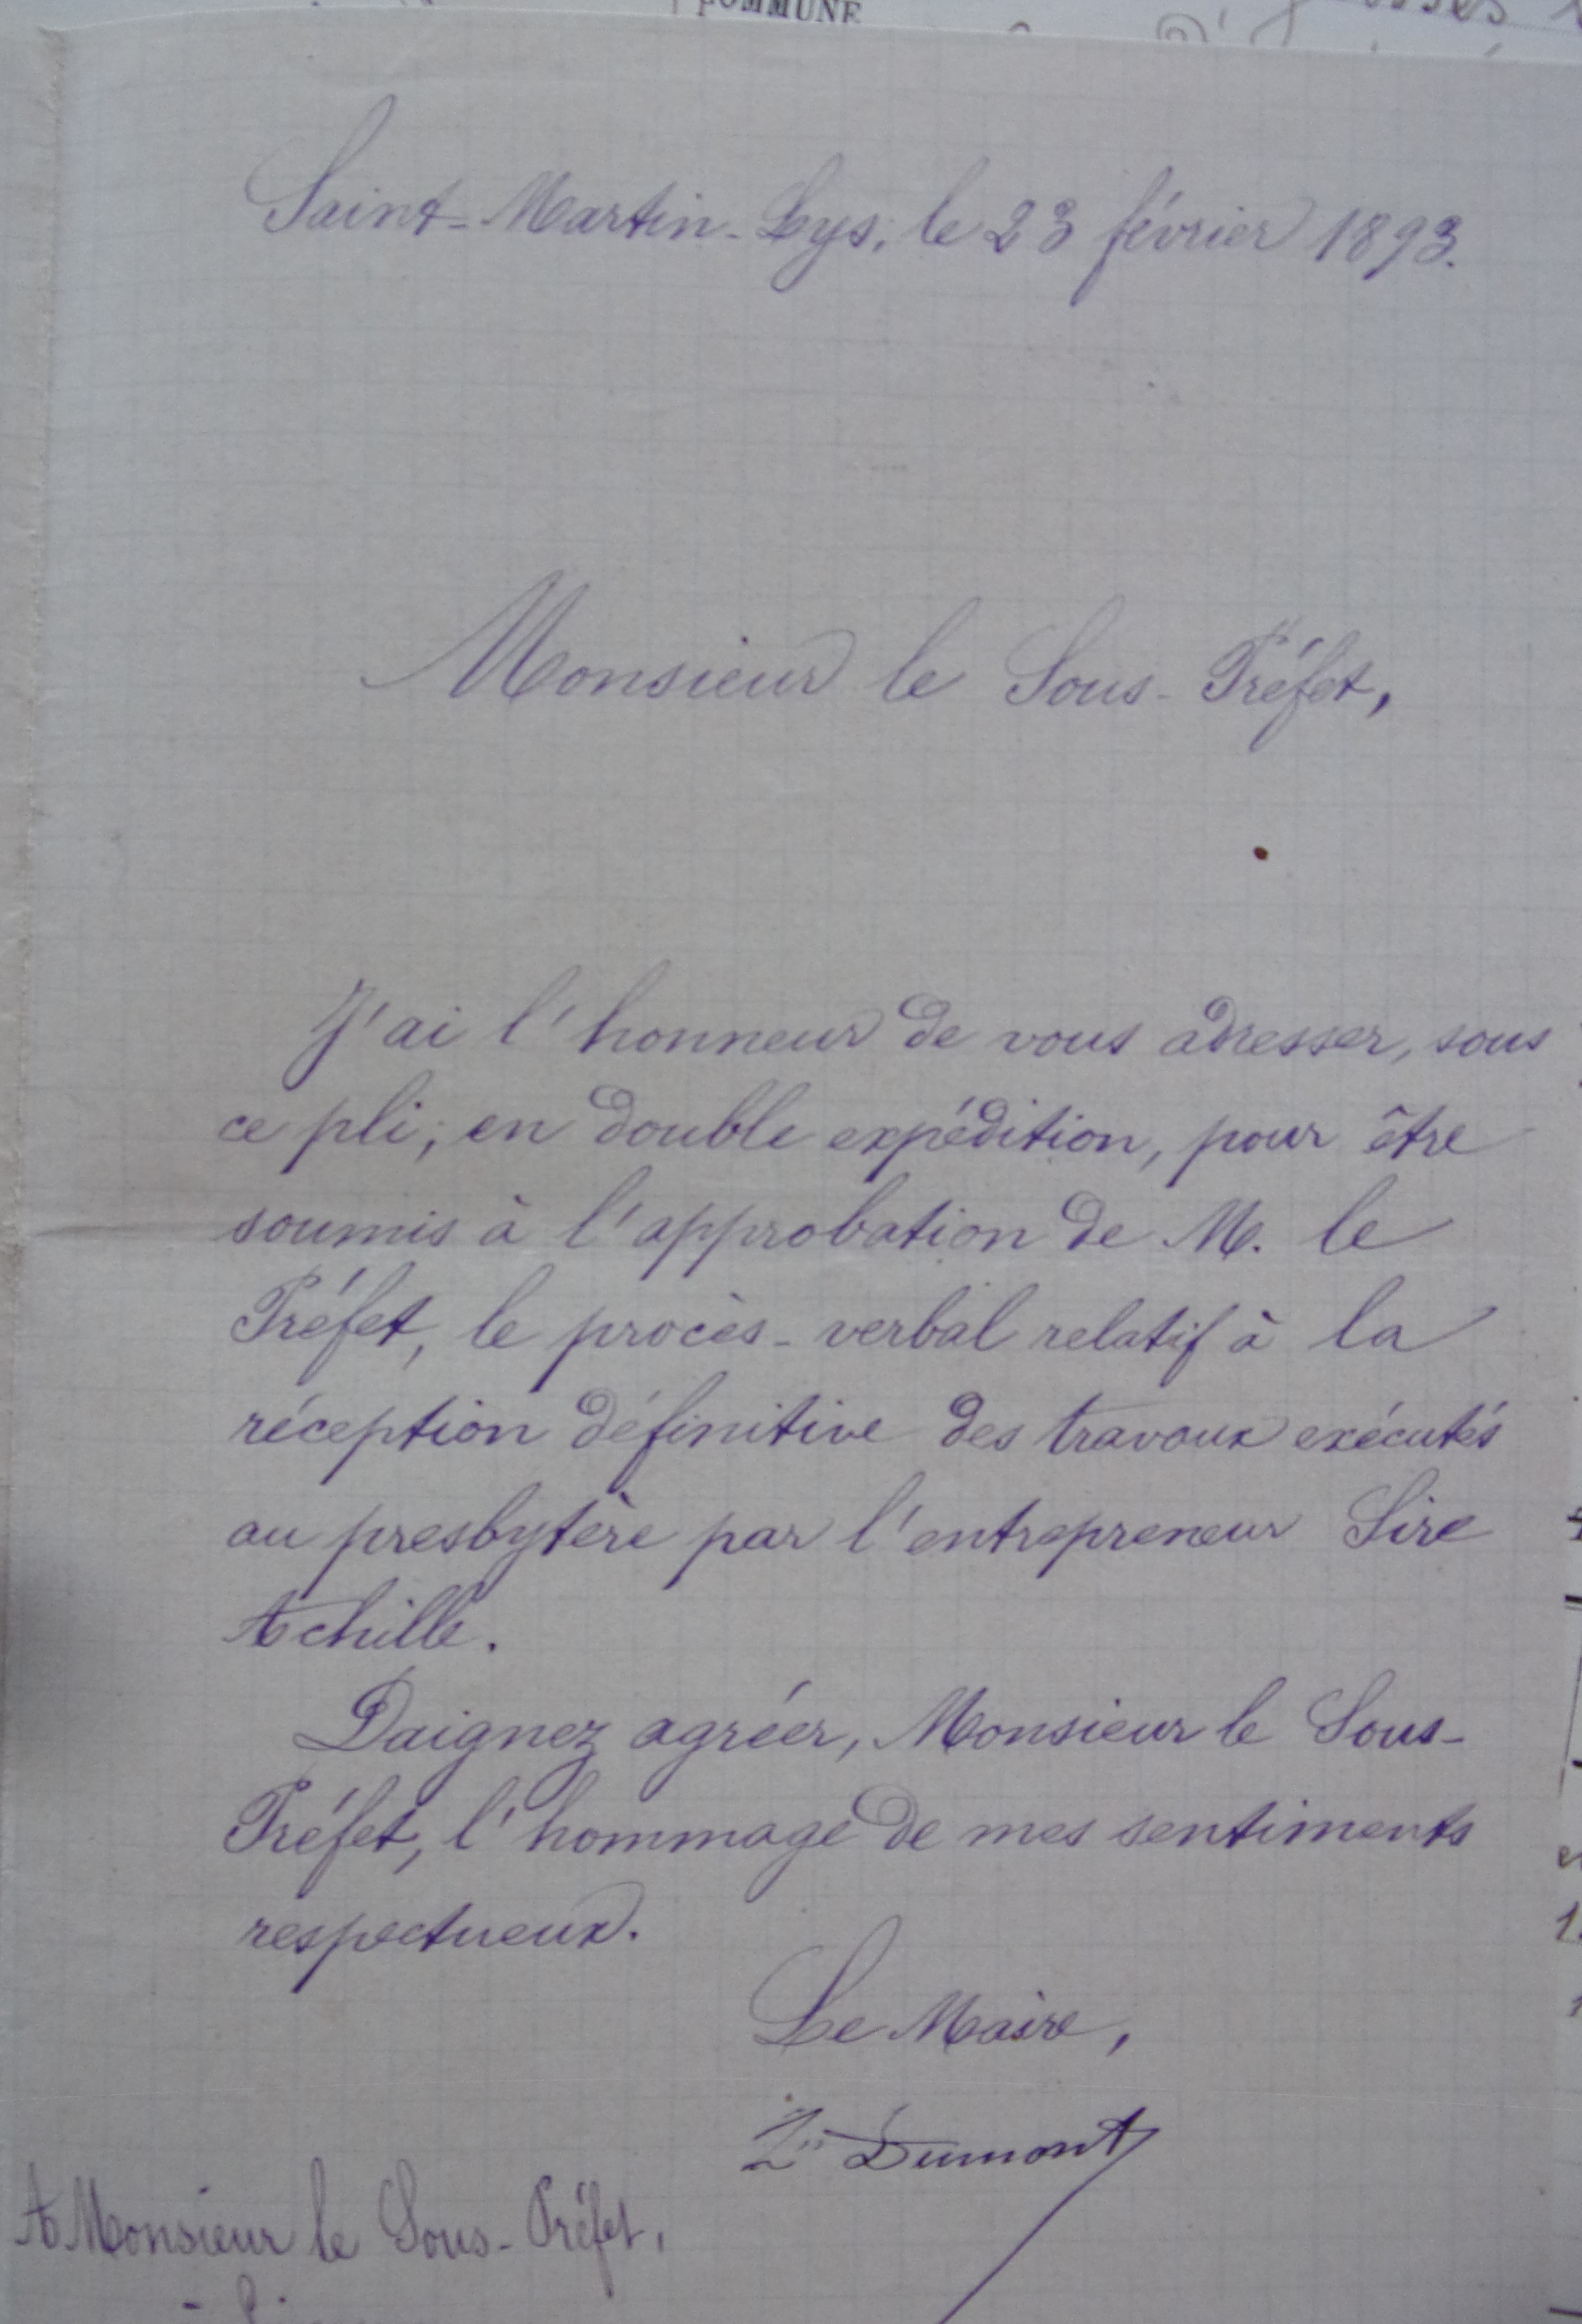 COMMUNE
Saint-Martin-Lys, le 23 février 1893.
Monsieur le Sous-Préfet,
J'ai l'honneur de vous adresser, sous
ce pli, en double expédition, pour être
soumis à l'approbation de M. le
Préfet, le procès-verbal relatif à la
réception définitive des travaux exécutés
au presbytère par l'entrepreneur Sire
Achille.
Daignez agréer, Monsieur le Sous-
Préfet, l'hommage de mes sentiments
respectueux.
Le Maire,
Dumont
A Monsieur le Sous-Préfet,